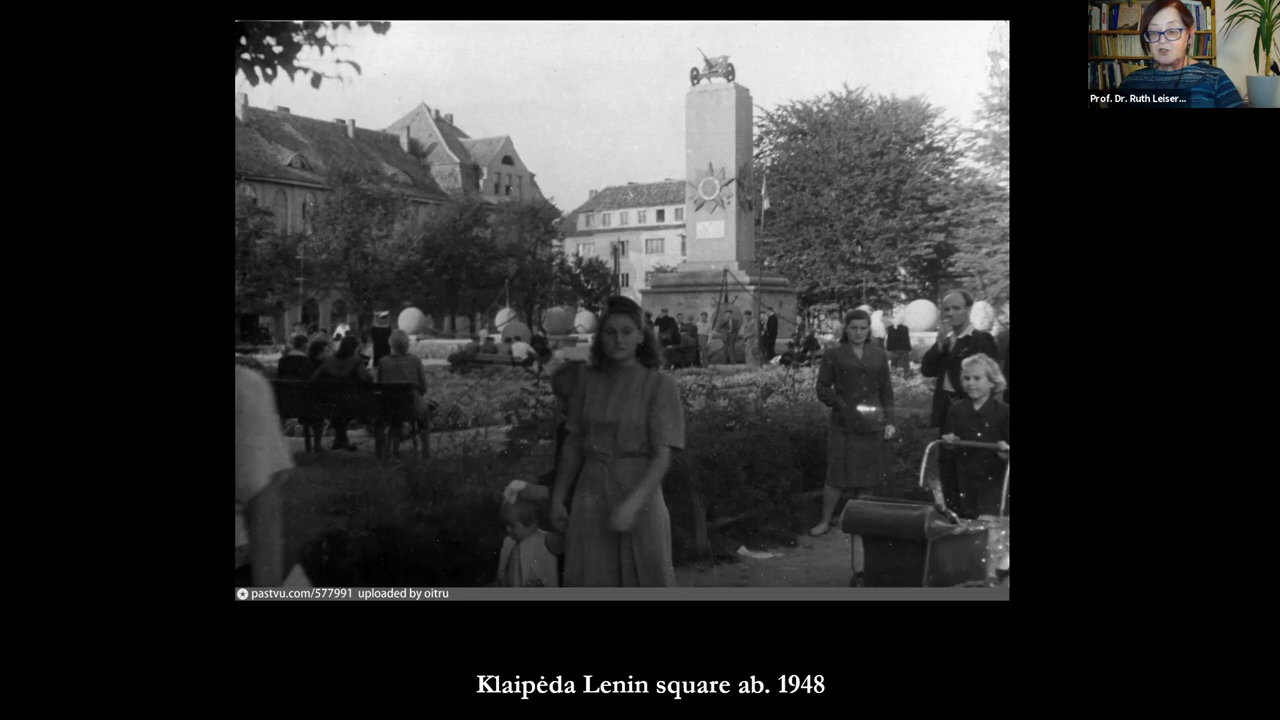 Prof. Dr. Ruth Leiser...
pastvu.com/577991 uploaded by oitru
Klaipėda Lenin square ab. 1948